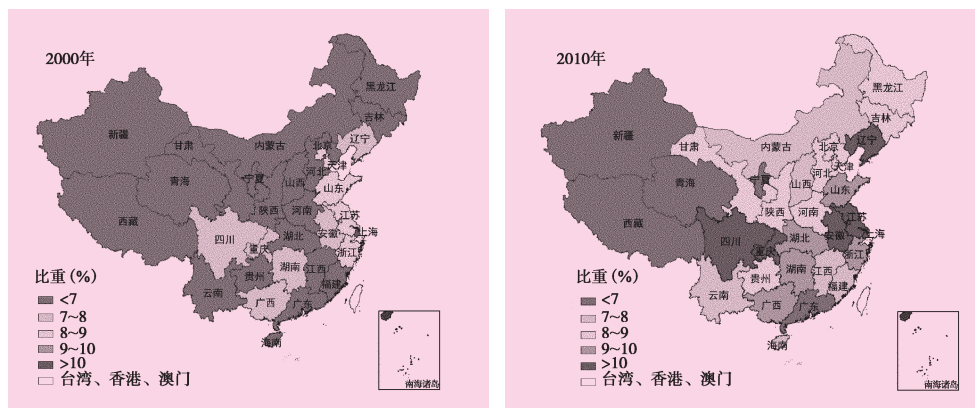 2000年
黑龙江
吉林
辽宁
新疆
甘肃
内蒙古
北京
天津
河北
宁夏
青海
山西
山东
陕西
河南
江苏
西藏
安徽
上海
四川
湖北
重庆
浙江
湖南
江西
贵州
福建
云南
广西
广东
海南
比重(%)
<7
7~8
8~9
9~10
>10
台湾、香港、澳门
南海诸岛
2010年
黑龙江
吉林
辽宁
新疆
甘肃
内蒙古
北京
天津
河北
宁夏
青海
山西
山东
陕西
河南
江苏
西藏
安徽
上海
四川
湖北
重庆
浙江
湖南
江西
贵州
福建
云南
广西
广东
海南
比重(%)
<7
7~8
8~9
9~10
>10
台湾、香港、澳门
南海诸岛